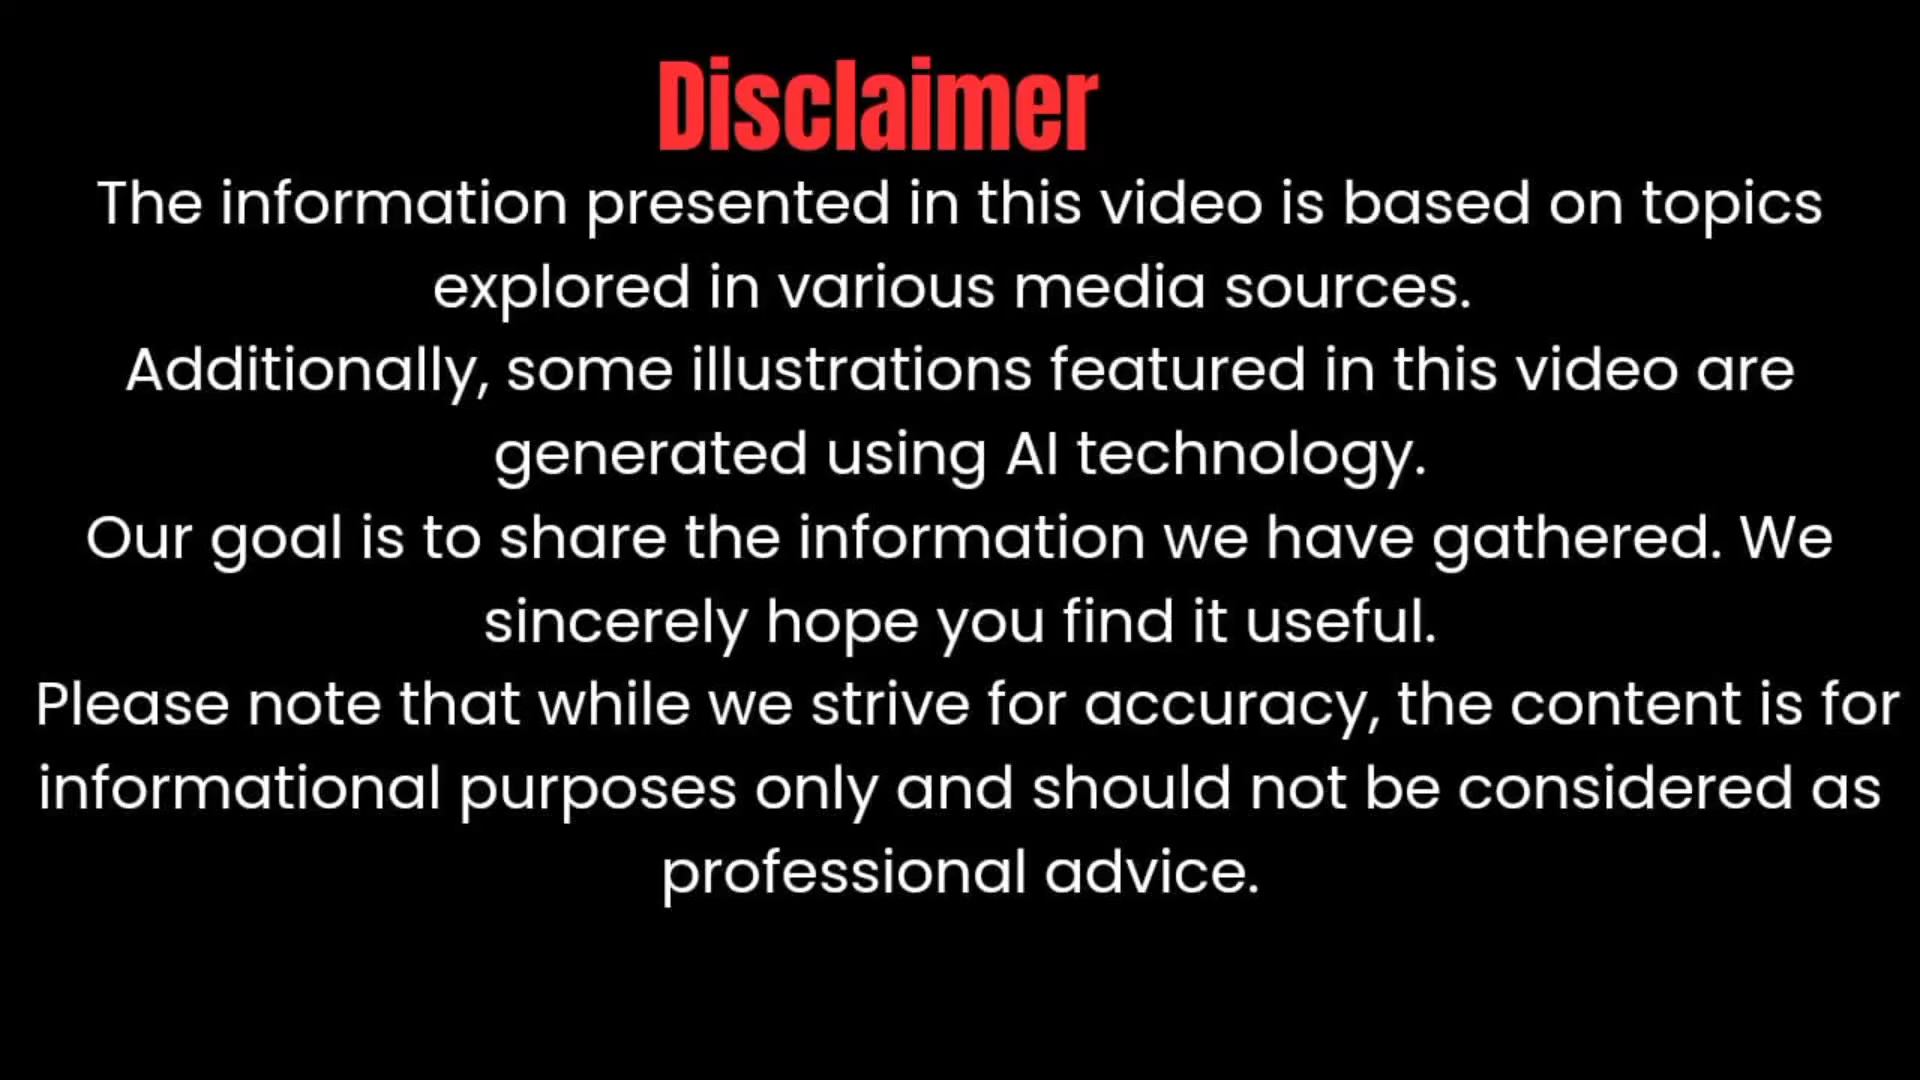 Disclaimer
The information presented in this video is based on topics
explored in various media sources.
Additionally, some illustrations featured in this video are
generated using AI technology.
Our goal is to share the information we have gathered. We
sincerely hope you find it useful.
Please note that while we strive for accuracy, the content is for
informational purposes only and should not be considered as
professional advice.